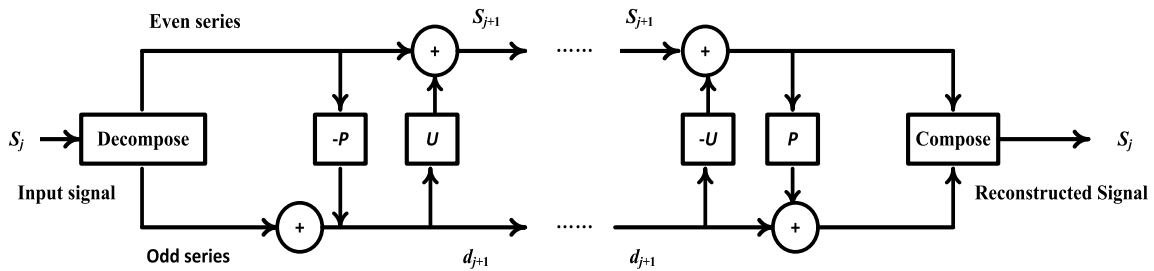 Even series
S_{j+1}
......
S_{j+1}
+
+
S_j
Decompose
-P
U
-U
P
Compose
S_j
Input signal
Reconstructed Signal
+
+
Odd series
d_{j+1}
......
d_{j+1}